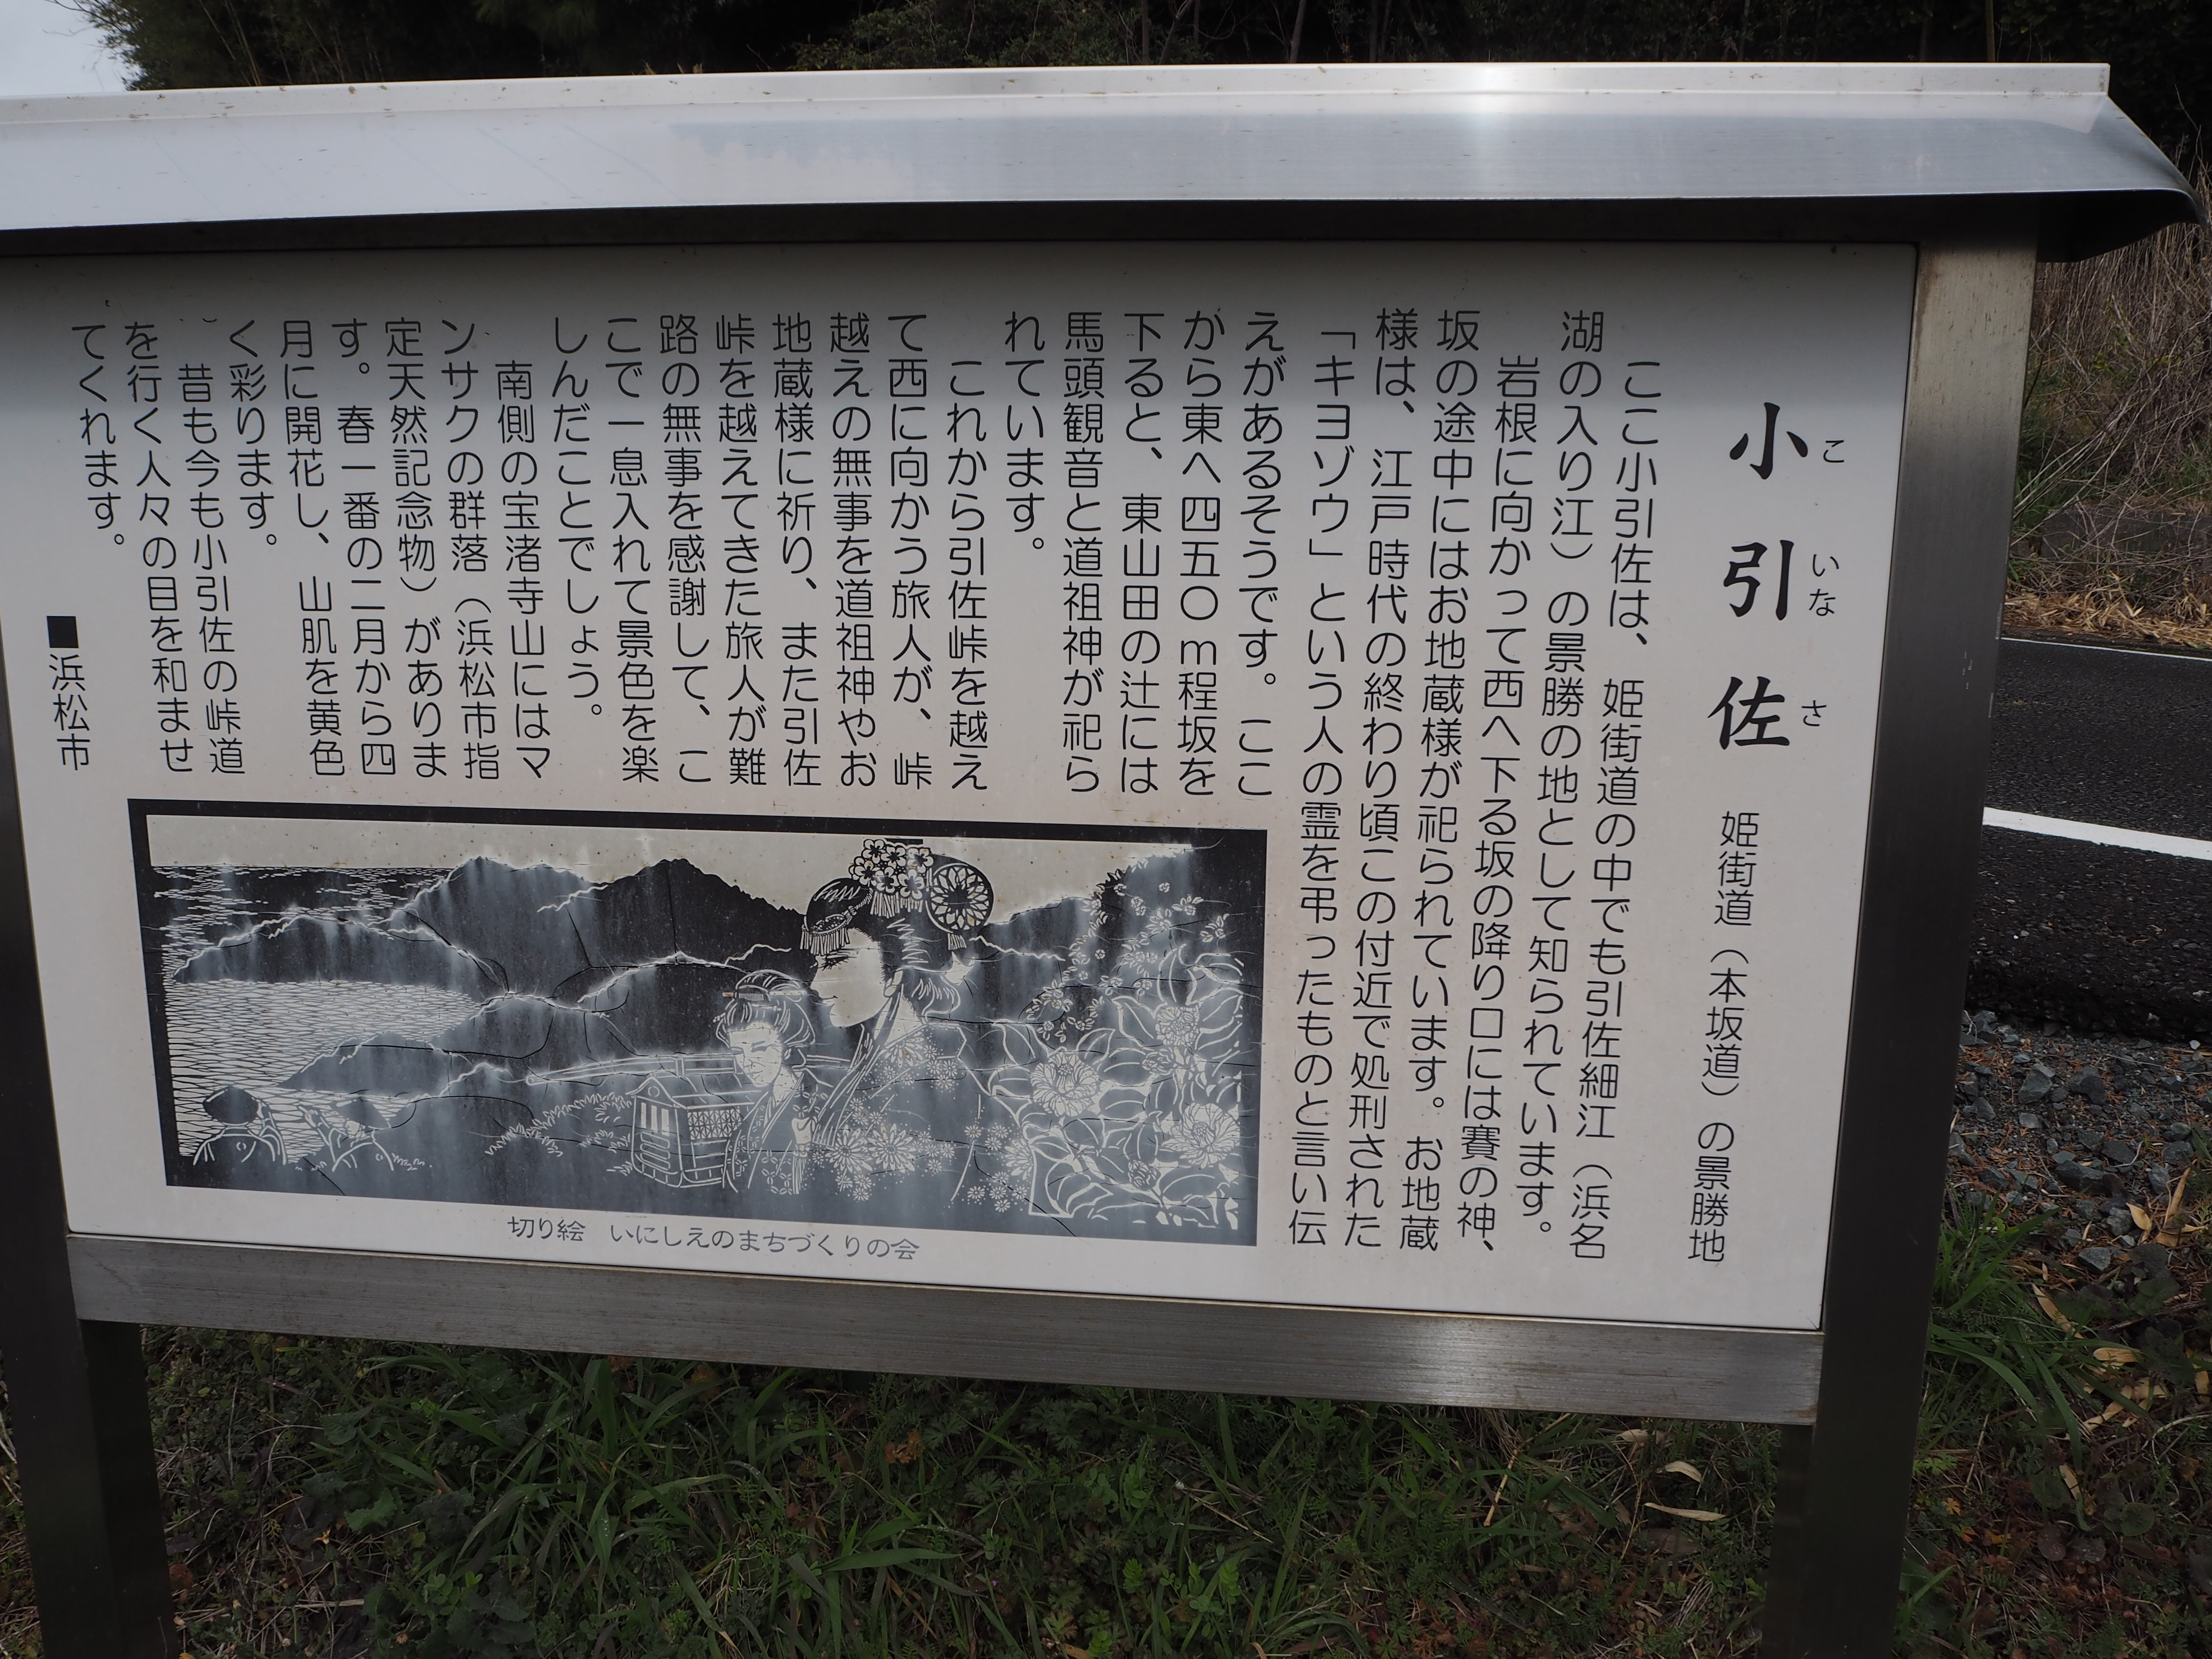 小引佐 姫街道（本坂道）の景勝地
こ いな さ
ここ小引佐は、姫街道の中でも引佐細江（浜名
湖の入り江）の景勝の地として知られています。
岩根に向かって西へ下る坂の降り口には賽の神、
坂の途中にはお地蔵様が祀られています。お地蔵
様は、江戸時代の終わり頃この付近で処刑された
「キヨゾウ」という人の霊を弔ったものと言い伝
えがあるそうです。ここ
から東へ四五〇ｍ程坂を
下ると、東山田の辻には
馬頭観音と道祖神が祀ら
れています。
これから引佐峠を越え
て西に向かう旅人が、峠
越えの無事を道祖神やお
地蔵様に祈り、また引佐
峠を越えてきた旅人が難
路の無事を感謝して、こ
こで一息入れて景色を楽
しんだことでしょう。
南側の宝渚寺山にはマ
ンサクの群落（浜松市指
定天然記念物）がありま
す。春一番の二月から四
月に開花し、山肌を黄色
く彩ります。
昔も今も小引佐の峠道
を行く人々の目を和ませ
てくれます。
■浜松市
切り絵 いにしえのまちづくりの会